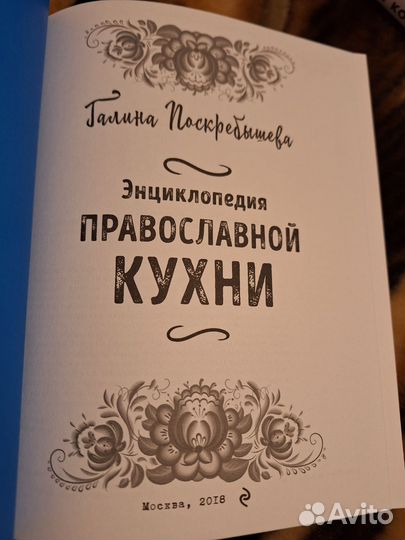 Галина Поскребышева
Энциклопедия
ПРАВОСЛАВНОЙ
КУХНИ
Москва, 2018
Avito